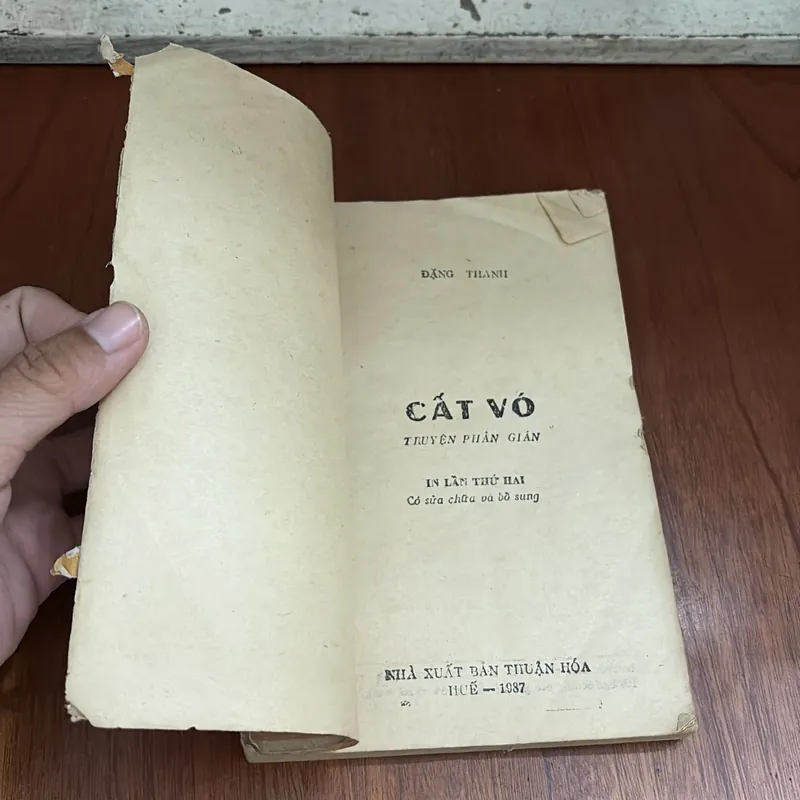 ĐẶNG THANH
CẤT VÓ
TRUYỆN PHẢN GIÁN
IN LẦN THỨ HAI
Có sửa chữa và bổ sung
NHÀ XUẤT BẢN THUẬN HÓA
HUẾ — 1987